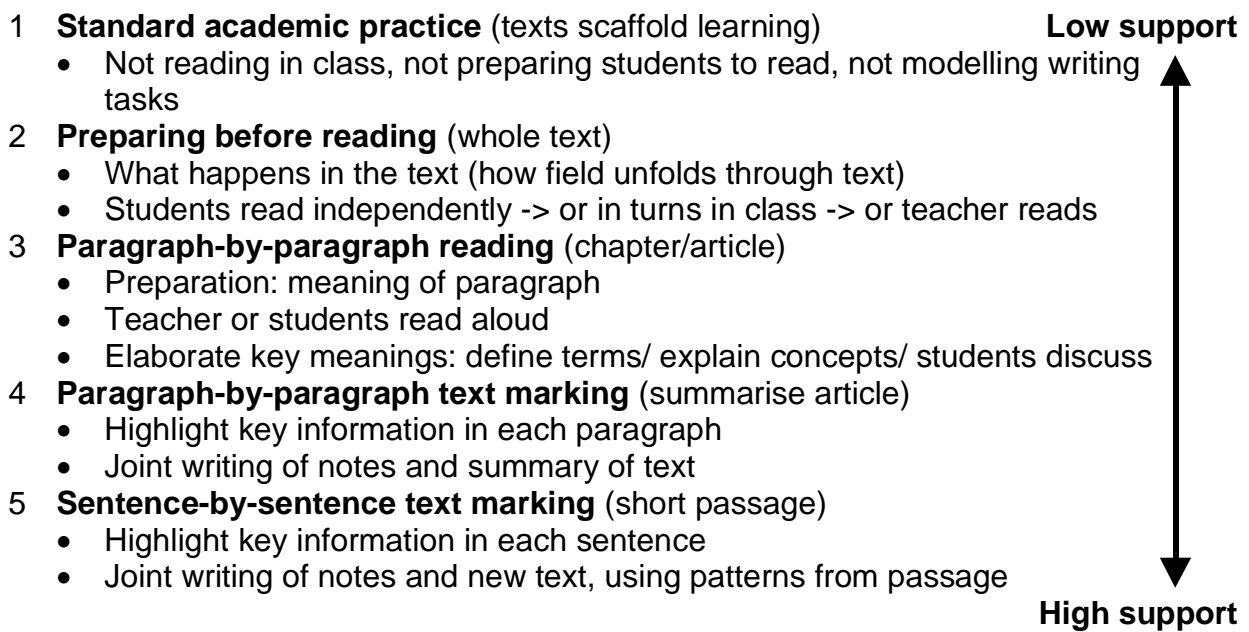 1 Standard academic practice (texts scaffold learning) Low support
• Not reading in class, not preparing students to read, not modelling writing
tasks
2 Preparing before reading (whole text)
• What happens in the text (how field unfolds through text)
• Students read independently -> or in turns in class -> or teacher reads
3 Paragraph-by-paragraph reading (chapter/article)
• Preparation: meaning of paragraph
• Teacher or students read aloud
• Elaborate key meanings: define terms/ explain concepts/ students discuss
4 Paragraph-by-paragraph text marking (summarise article)
• Highlight key information in each paragraph
• Joint writing of notes and summary of text
5 Sentence-by-sentence text marking (short passage)
• Highlight key information in each sentence
• Joint writing of notes and new text, using patterns from passage
High support